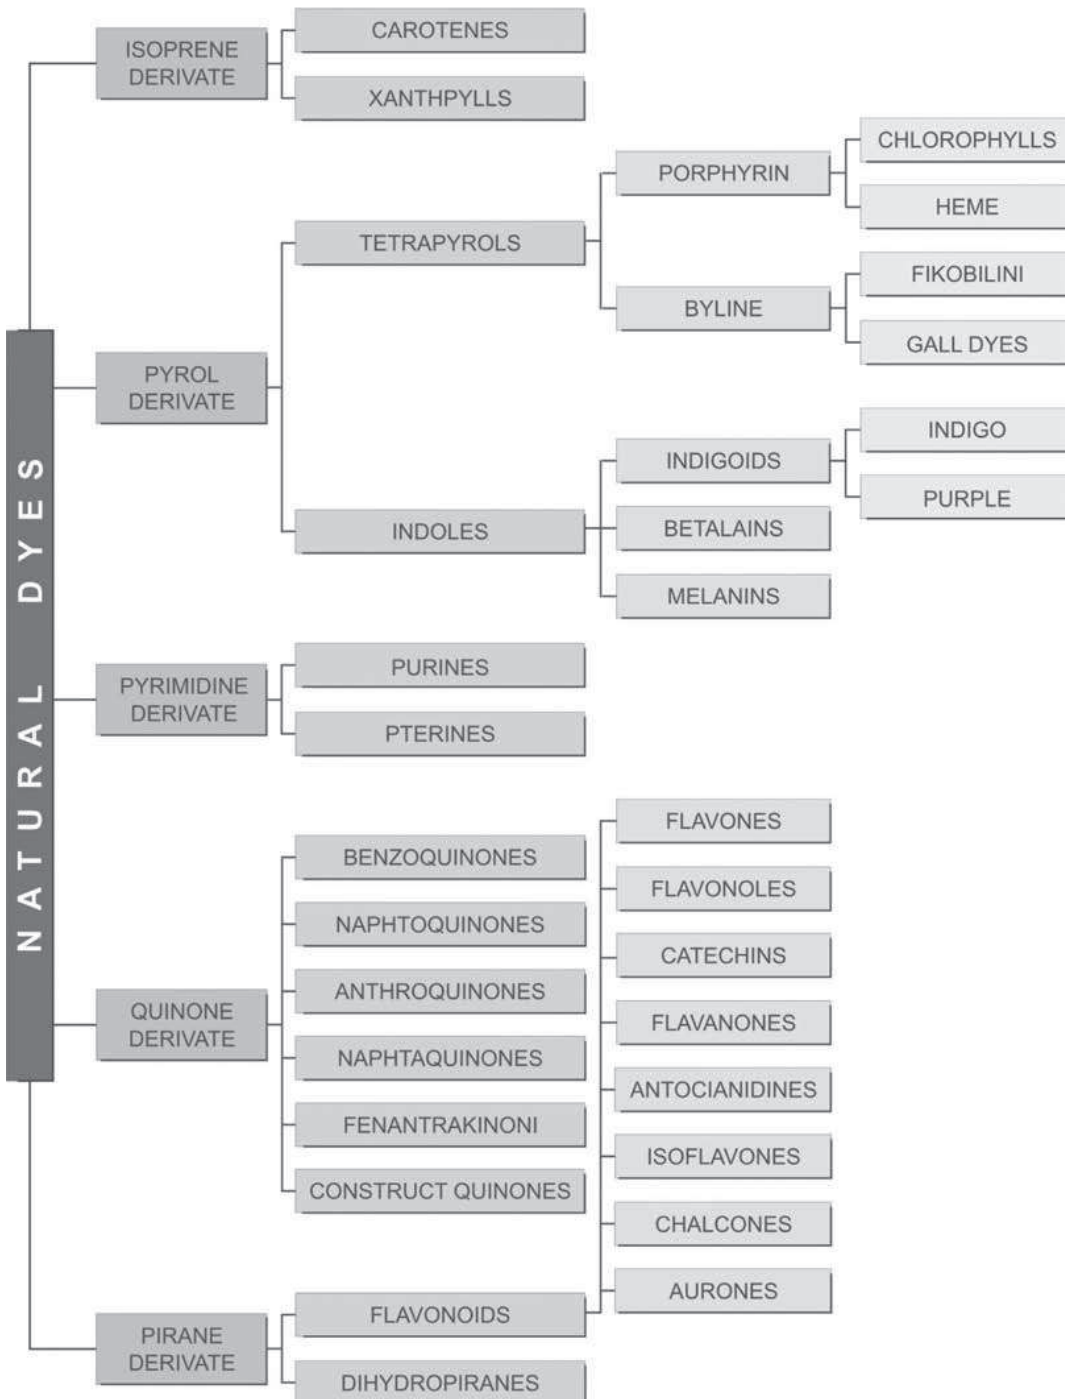 NATURAL DYES
ISOPRENE
DERIVATE
CAROTENES
XANTHPYLLS
PYROL
DERIVATE
TETRAPYROLS
PORPHYRIN
CHLOROPHYLLS
HEME
BYLINE
FIKOBILINI
GALL DYES
INDOLES
INDIGOIDS
INDIGO
PURPLE
BETALAINS
MELANINS
PYRIMIDINE
DERIVATE
PURINES
PTERINES
QUINONE
DERIVATE
BENZOQUINONES
NAPHTOQUINONES
ANTHROQUINONES
NAPHTAQUINONES
FENANTRAKINONI
CONSTRUCT QUINONES
PIRANE
DERIVATE
FLAVONOIDS
FLAVONES
FLAVONOLES
CATECHINS
FLAVANONES
ANTOCIANIDINES
ISOFLAVONES
CHALCONES
AURONES
DIHYDROPIRANES